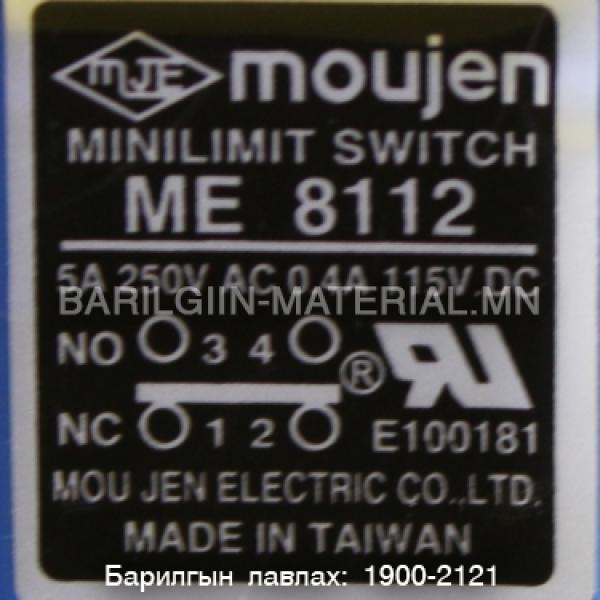 MJE moujen
MINILIMIT SWITCH
ME 8112
5A 250V AC 0.4A 115V DC
BARILGIIN-MATERIAL.MN
NO 3 4
NC 1 2 ® RU
E100181
MOU JEN ELECTRIC CO.,LTD.
MADE IN TAIWAN
Барилгын лавлах: 1900-2121